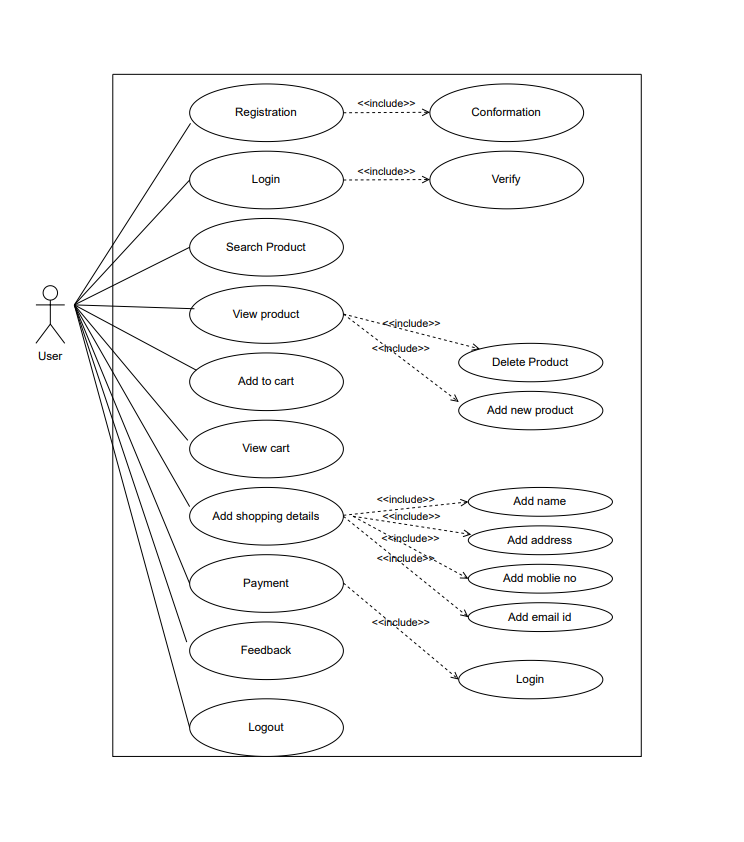 Registration
<<include>>
Conformation
Login
<<include>>
Verify
Search Product
View product
<<include>>
<<include>>
Delete Product
Add new product
User
Add to cart
View cart
Add shopping details
<<include>>
<<include>>
<<include>>
<<include>>
Add name
Add address
Add moblie no
Add email id
Payment
<<include>>
Login
Feedback
Logout